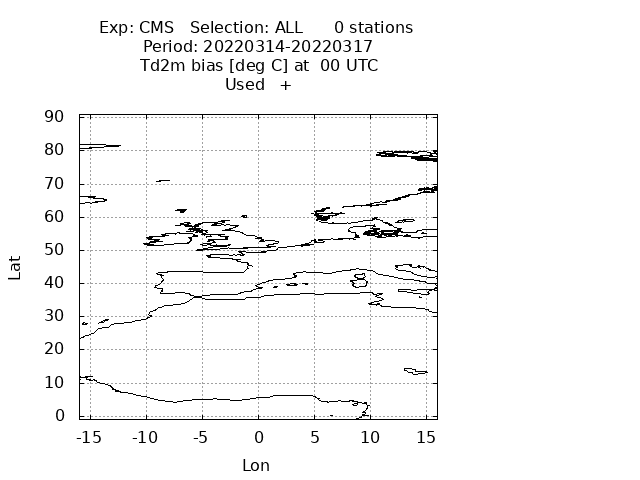 Exp: CMS   Selection: ALL      0 stations
Period: 20220314-20220317
Td2m bias [deg C] at  00 UTC
Used   +
90
80
70
60
50
40
30
20
10
0
Lat
-15 -10 -5 0 5 10 15
Lon